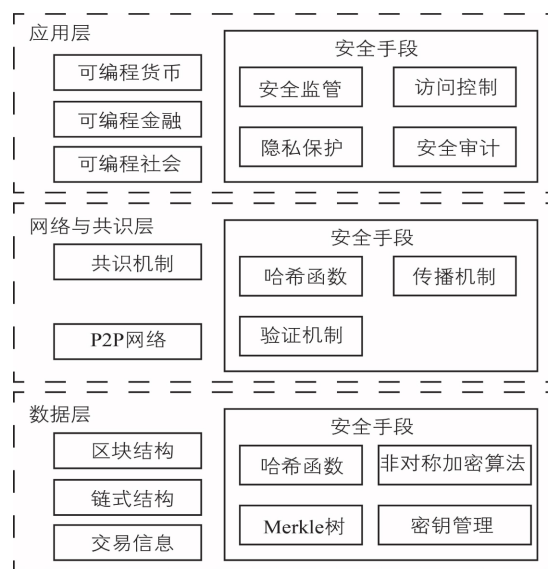 应用层
可编程货币
可编程金融
可编程社会
安全手段
安全监管
访问控制
隐私保护
安全审计
网络与共识层
共识机制
P2P网络
安全手段
哈希函数
传播机制
验证机制
数据层
区块结构
链式结构
交易信息
安全手段
哈希函数
非对称加密算法
Merkle树
密钥管理